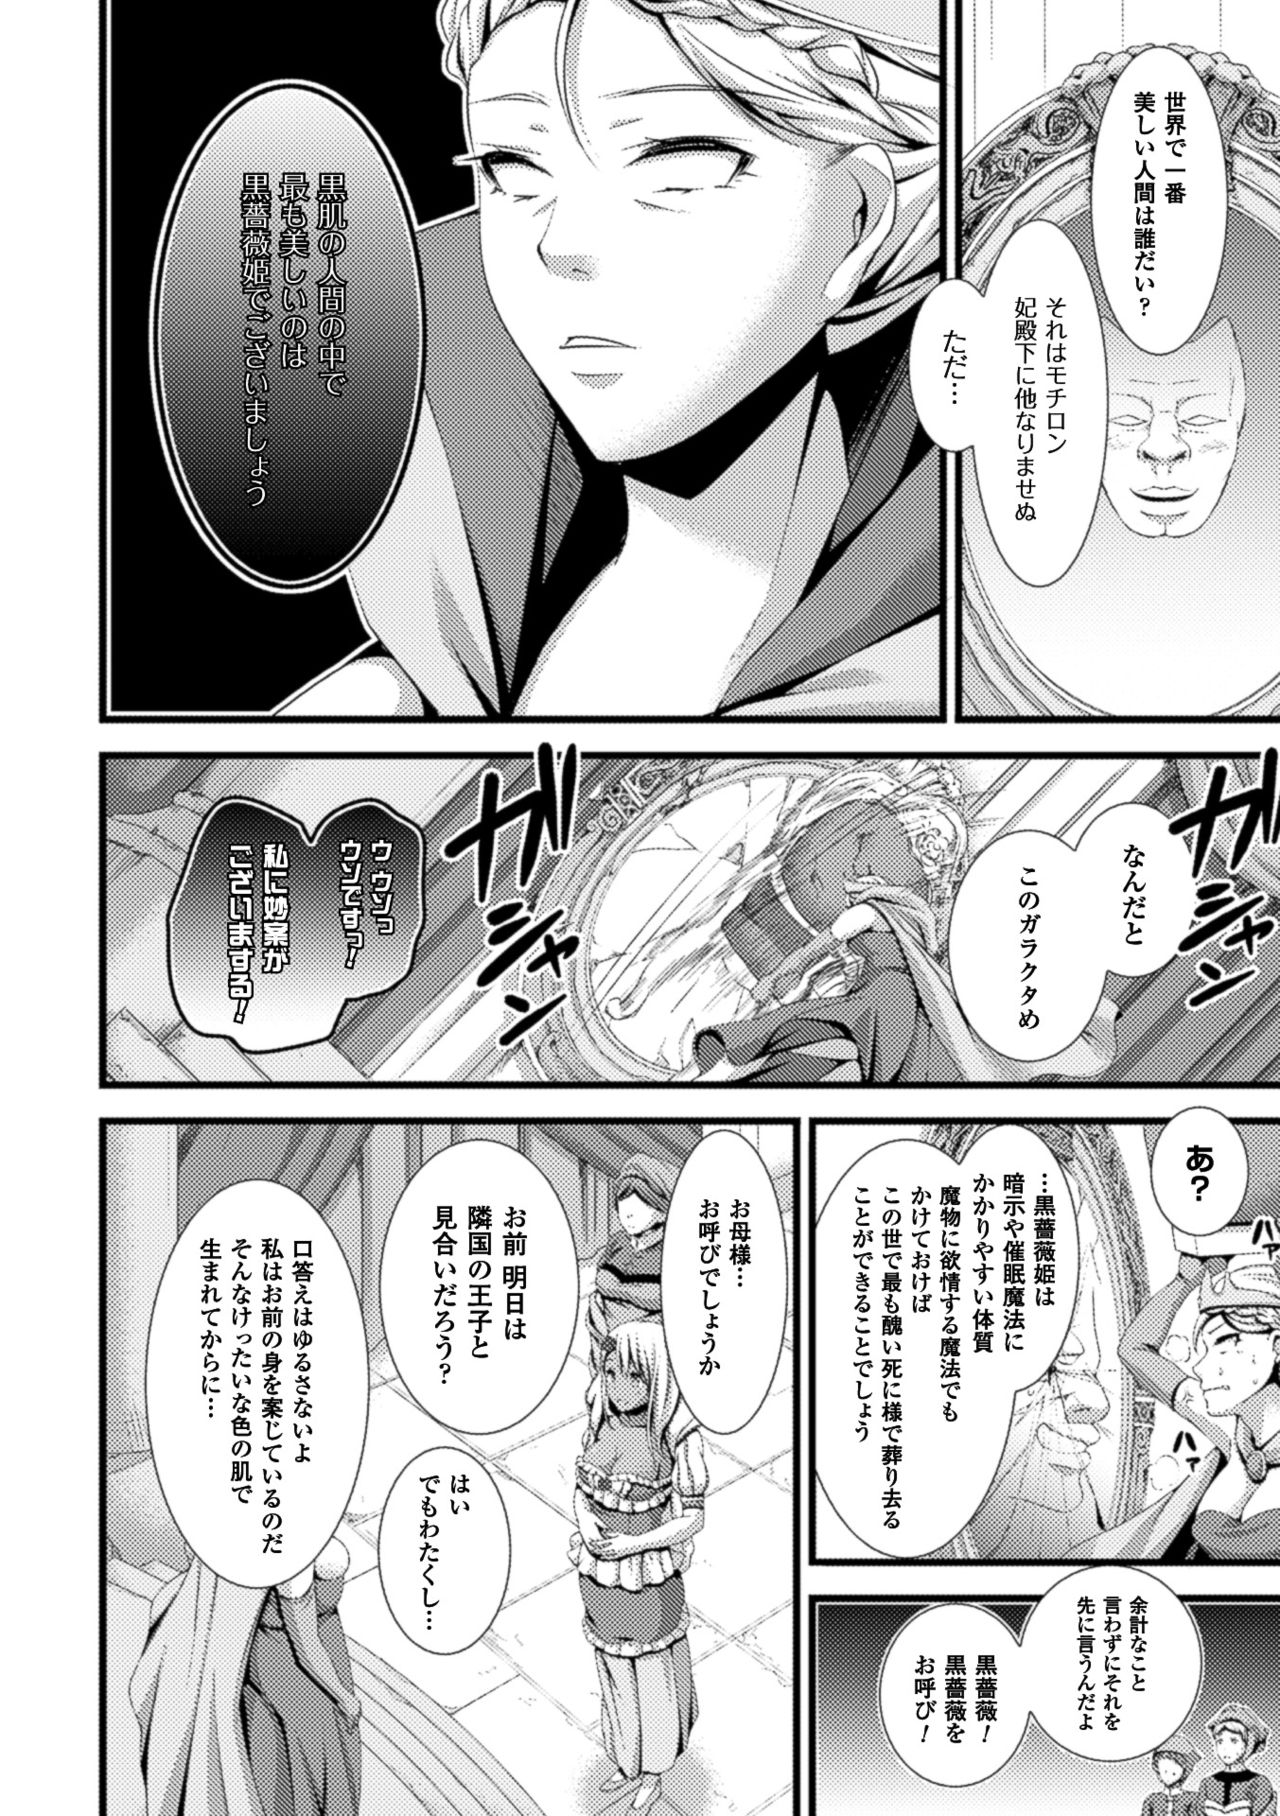 世界で一番
美しい人間は誰だい？
それはモチロン
妃殿下に他なりませぬ
ただ…
黒肌の人間の中で
最も美しいのは
黒薔薇姫でございましょう
なんだと
このガラクタめ
ガシャン
ガシャン
ウ ウソっ
ウソですっ！
私に妙案が
ございまする！
あ？
…黒薔薇姫は
暗示や催眠魔法に
かかりやすい体質
魔物に欲情する魔法でも
かけておけば
この世で最も醜い死に様で葬り去る
ことができることでしょう
ハァ
ハァ
余計なこと
言わずにそれを
先に言うんだよ
黒薔薇！
黒薔薇を
お呼び！
お母様…
お呼びでしょうか
お前 明日は
隣国の王子と
見合いだろう？
はい
でもわたくし…
口答えはゆるさないよ
私はお前の身を案じているのだ
そんなけったいな色の肌で
生まれてからに…